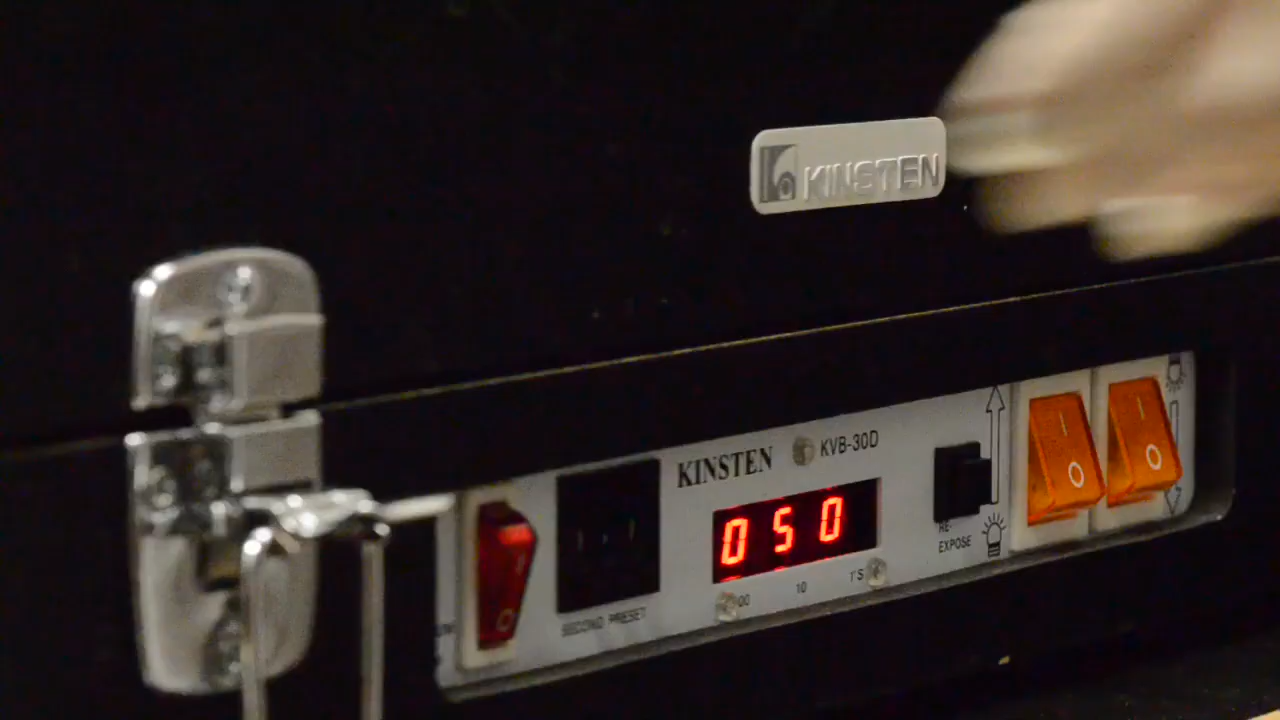 KINSTEN
KINSTEN
KVB-30D
050
RE-
EXPOSE
10
1'S
SECOND PRESET